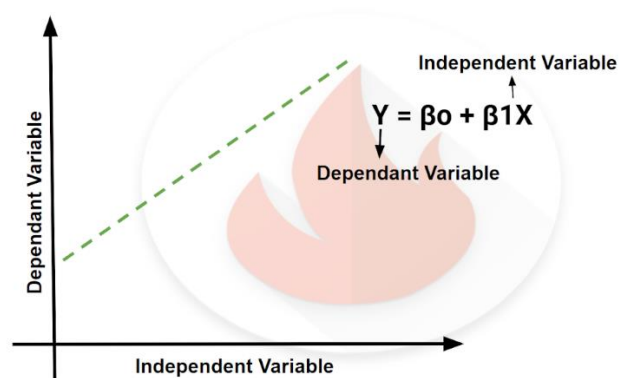 Independent Variable
Y = βo + β1X
Dependant Variable
Dependant Variable
Independent Variable